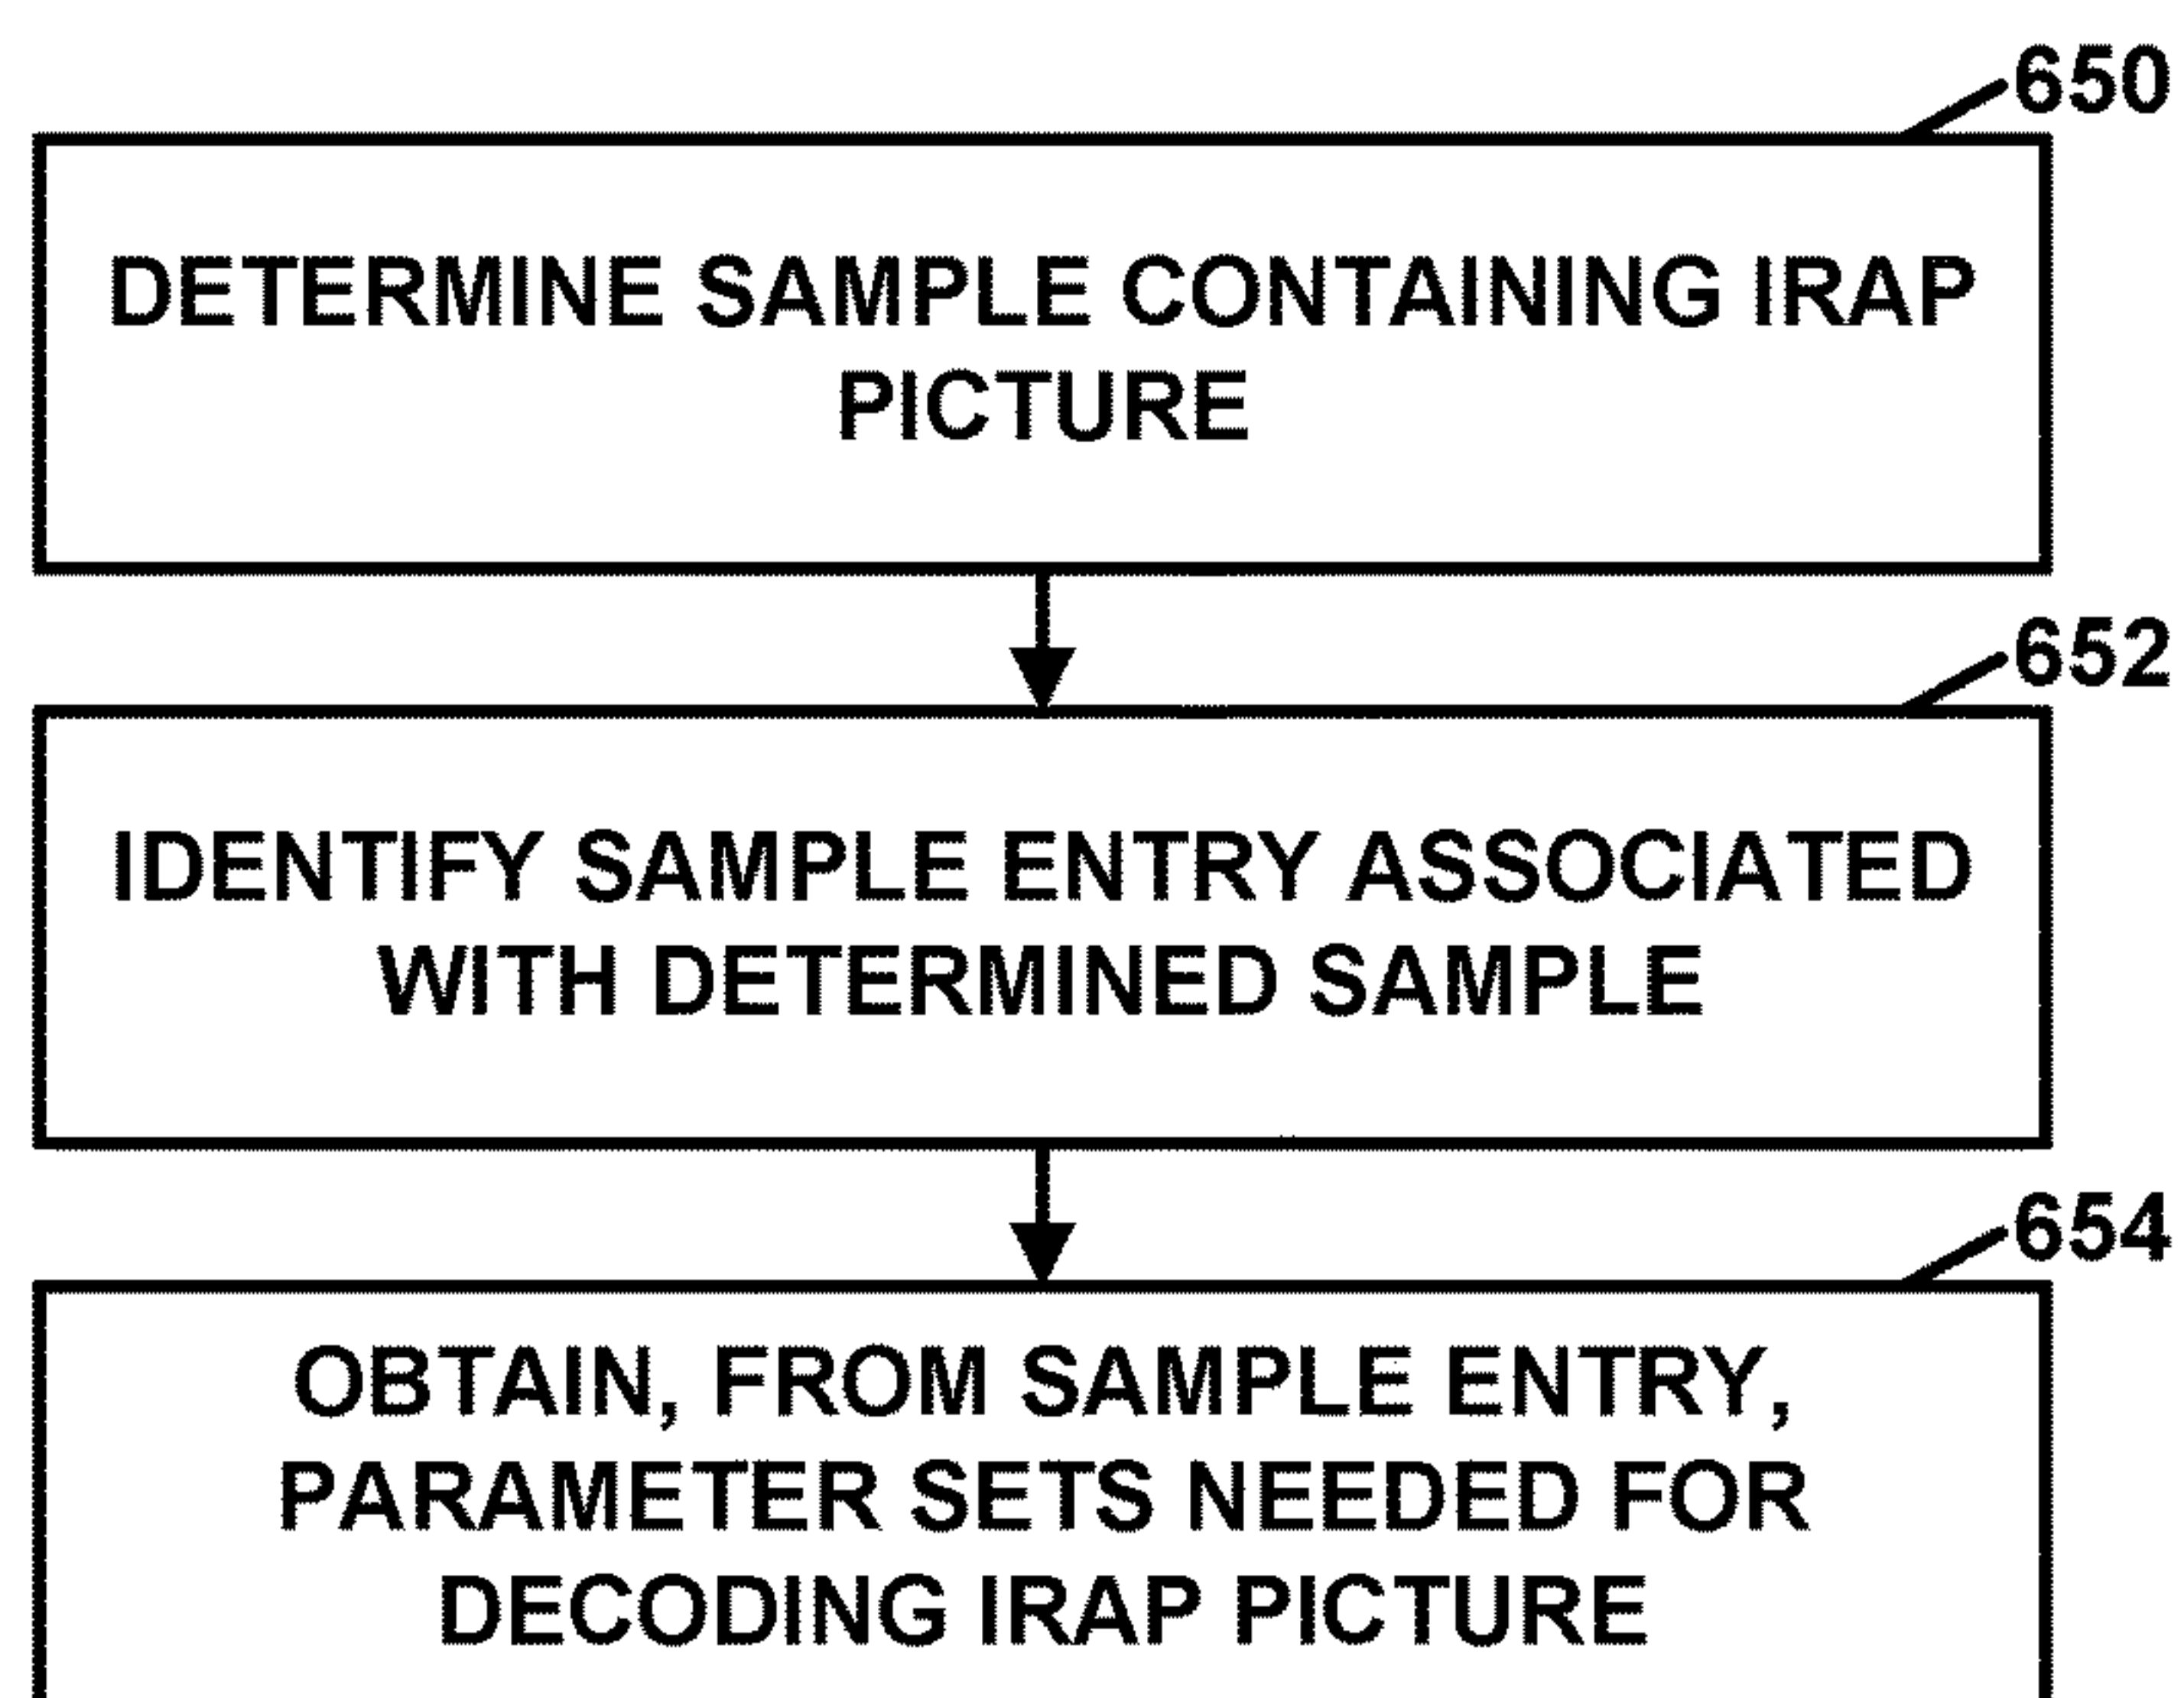 650
DETERMINE SAMPLE CONTAINING IRAP
PICTURE
652
IDENTIFY SAMPLE ENTRY ASSOCIATED
WITH DETERMINED SAMPLE
654
OBTAIN, FROM SAMPLE ENTRY,
PARAMETER SETS NEEDED FOR
DECODING IRAP PICTURE